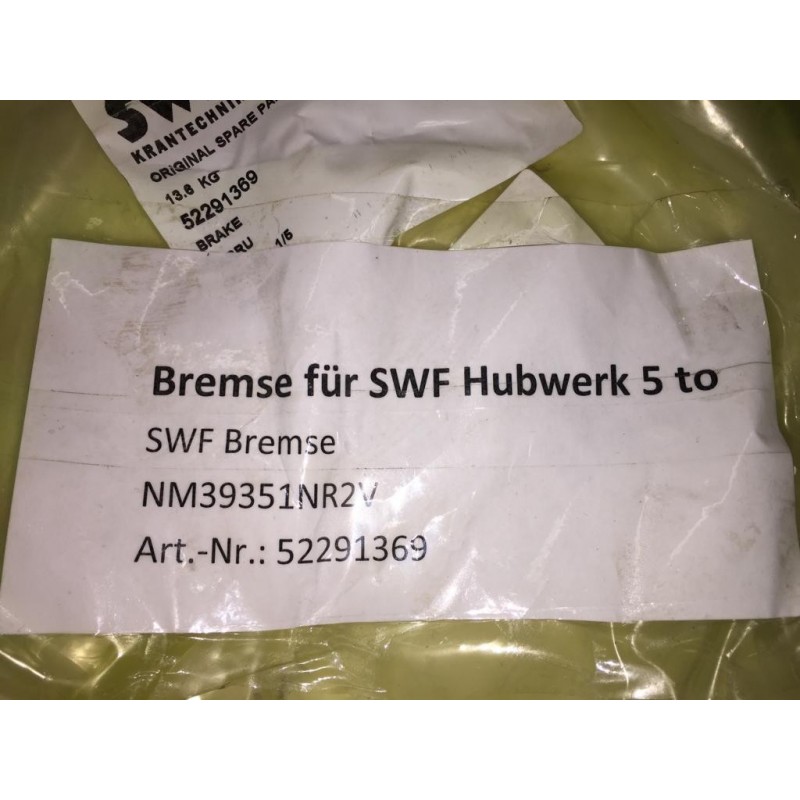 SW
KRANTECHNI
ORIGINAL SPARE PA
13.6 KG
52291369
BRAKE
1/5
Bremse für SWF Hubwerk 5 to
SWF Bremse
NM39351NR2V
Art.-Nr.: 52291369